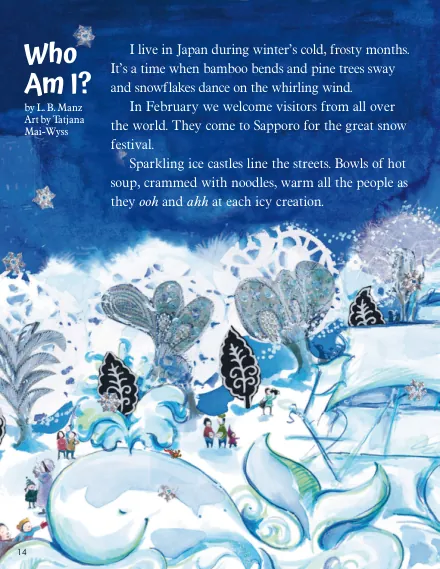 Who
Am I?
by L. B. Manz
Art by Tatjana
Mai-Wyss
I live in Japan during winter's cold, frosty months.
It's a time when bamboo bends and pine trees sway
and snowflakes dance on the whirling wind.
In February we welcome visitors from all over
the world. They come to Sapporo for the great snow
festival.
Sparkling ice castles line the streets. Bowls of hot
soup, crammed with noodles, warm all the people as
they ooh and ahh at each icy creation.
14